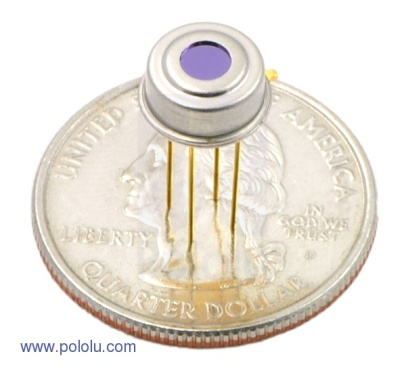 UNITED STATES OF AMERICA
LIBERTY
IN
GOD WE
TRUST
D
QUARTER DOLLAR
www.pololu.com